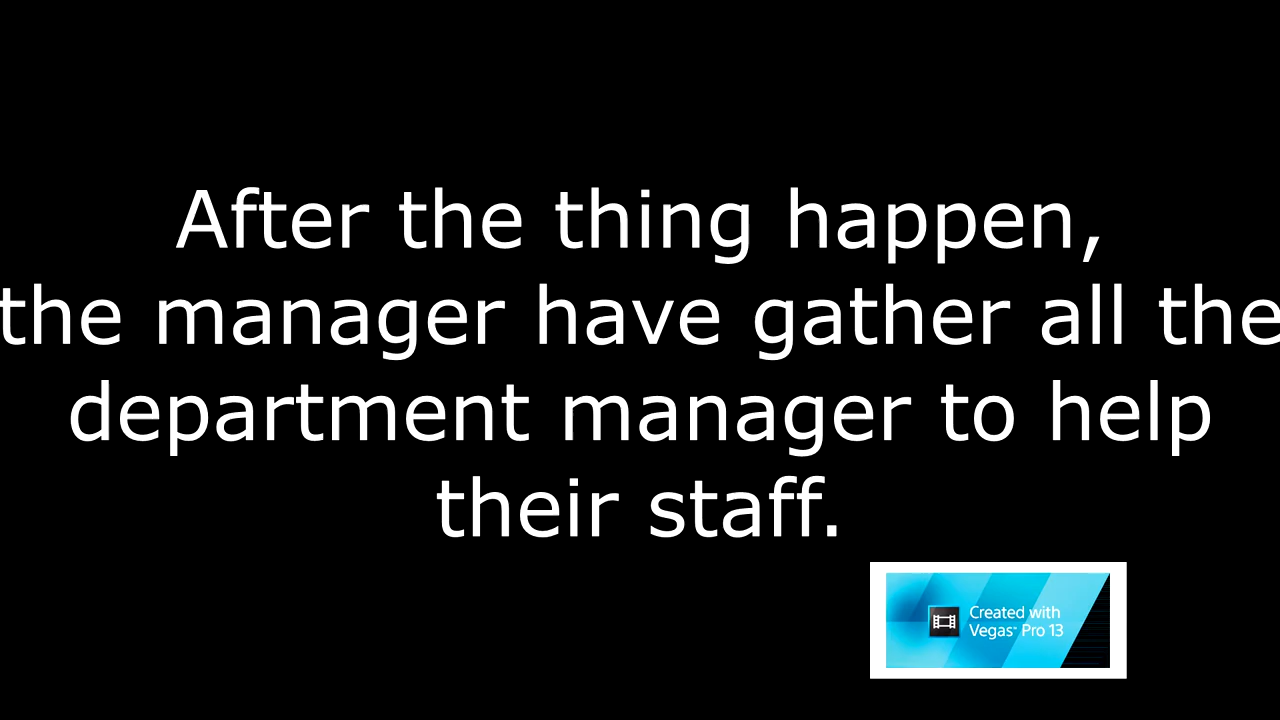 After the thing happen,
the manager have gather all the
department manager to help
their staff.
Created with
Vegas™ Pro 13